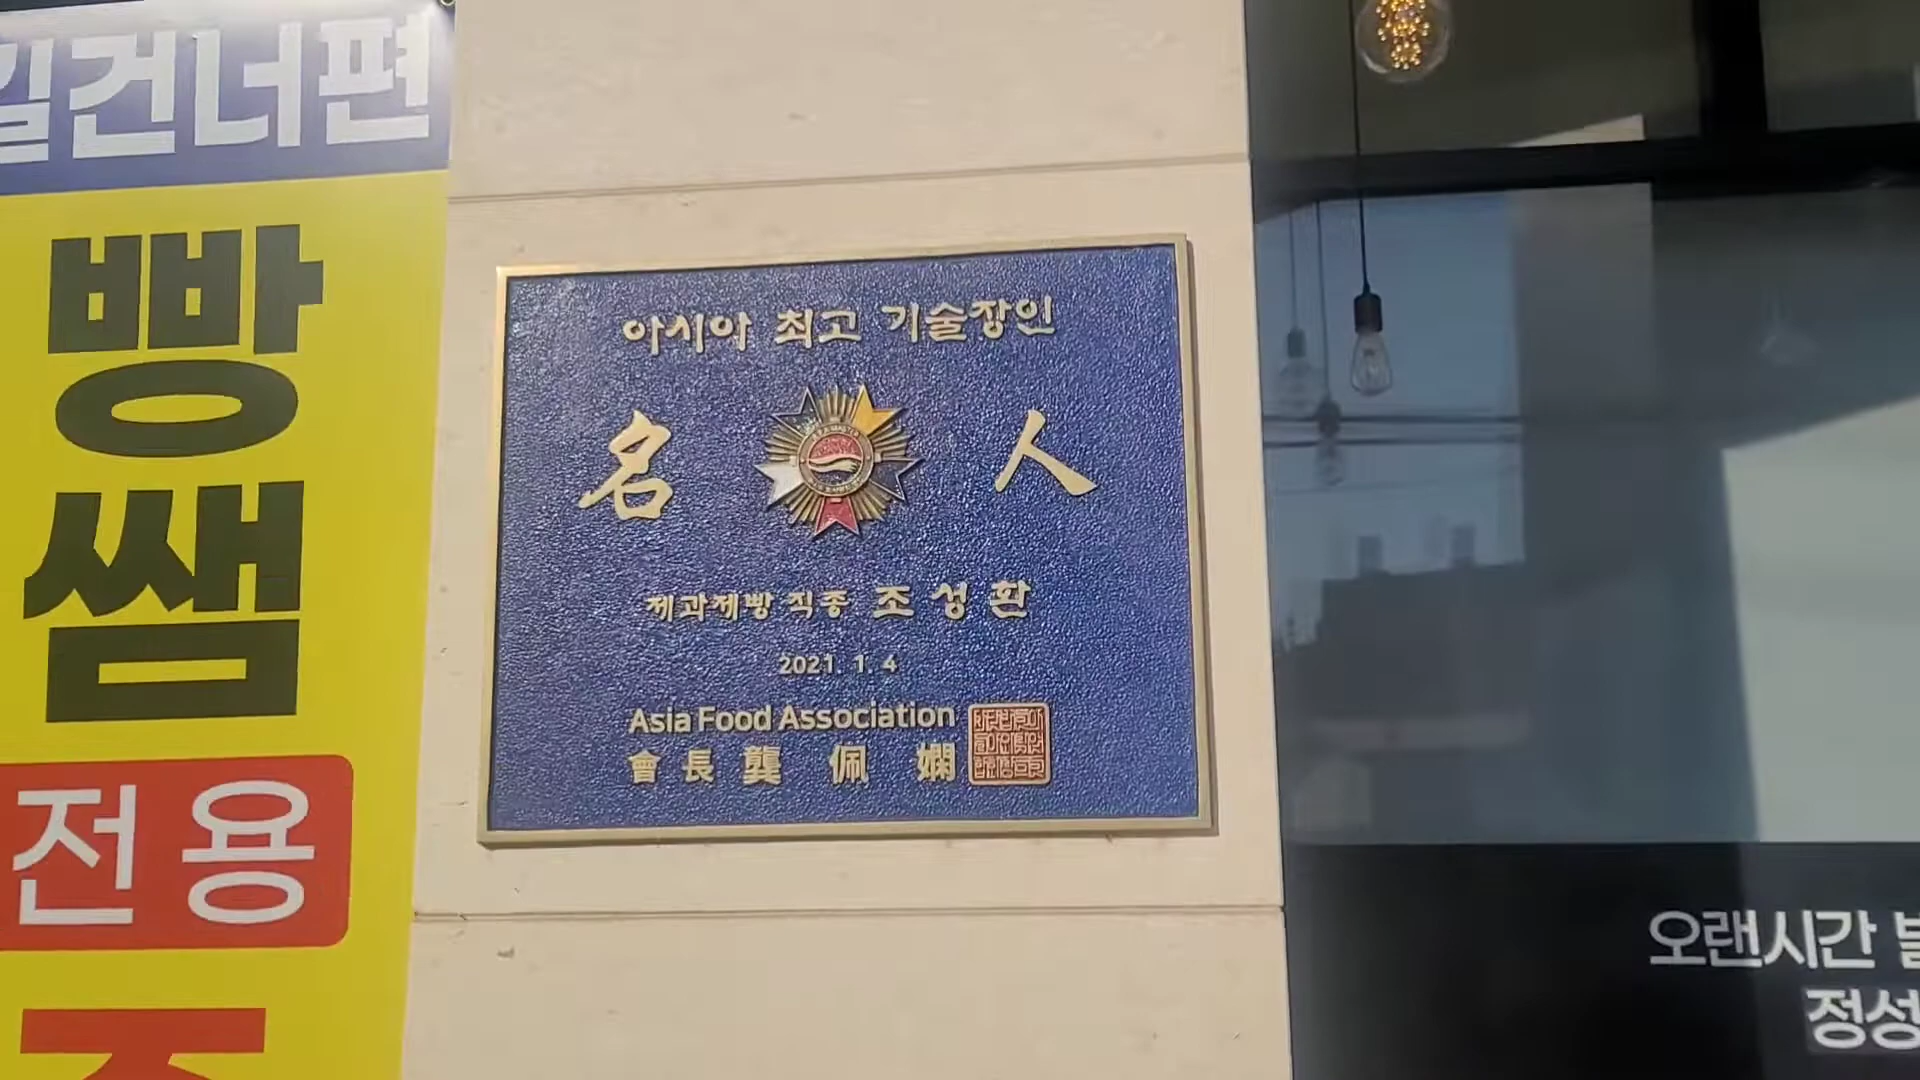 길건너편
빵
쌤
전용
아시아 최고 기술장인
名人
제과제빵 직종 조성환
2021. 1. 4
Asia Food Association
會長 龔佩嫻
오랜시간
정성